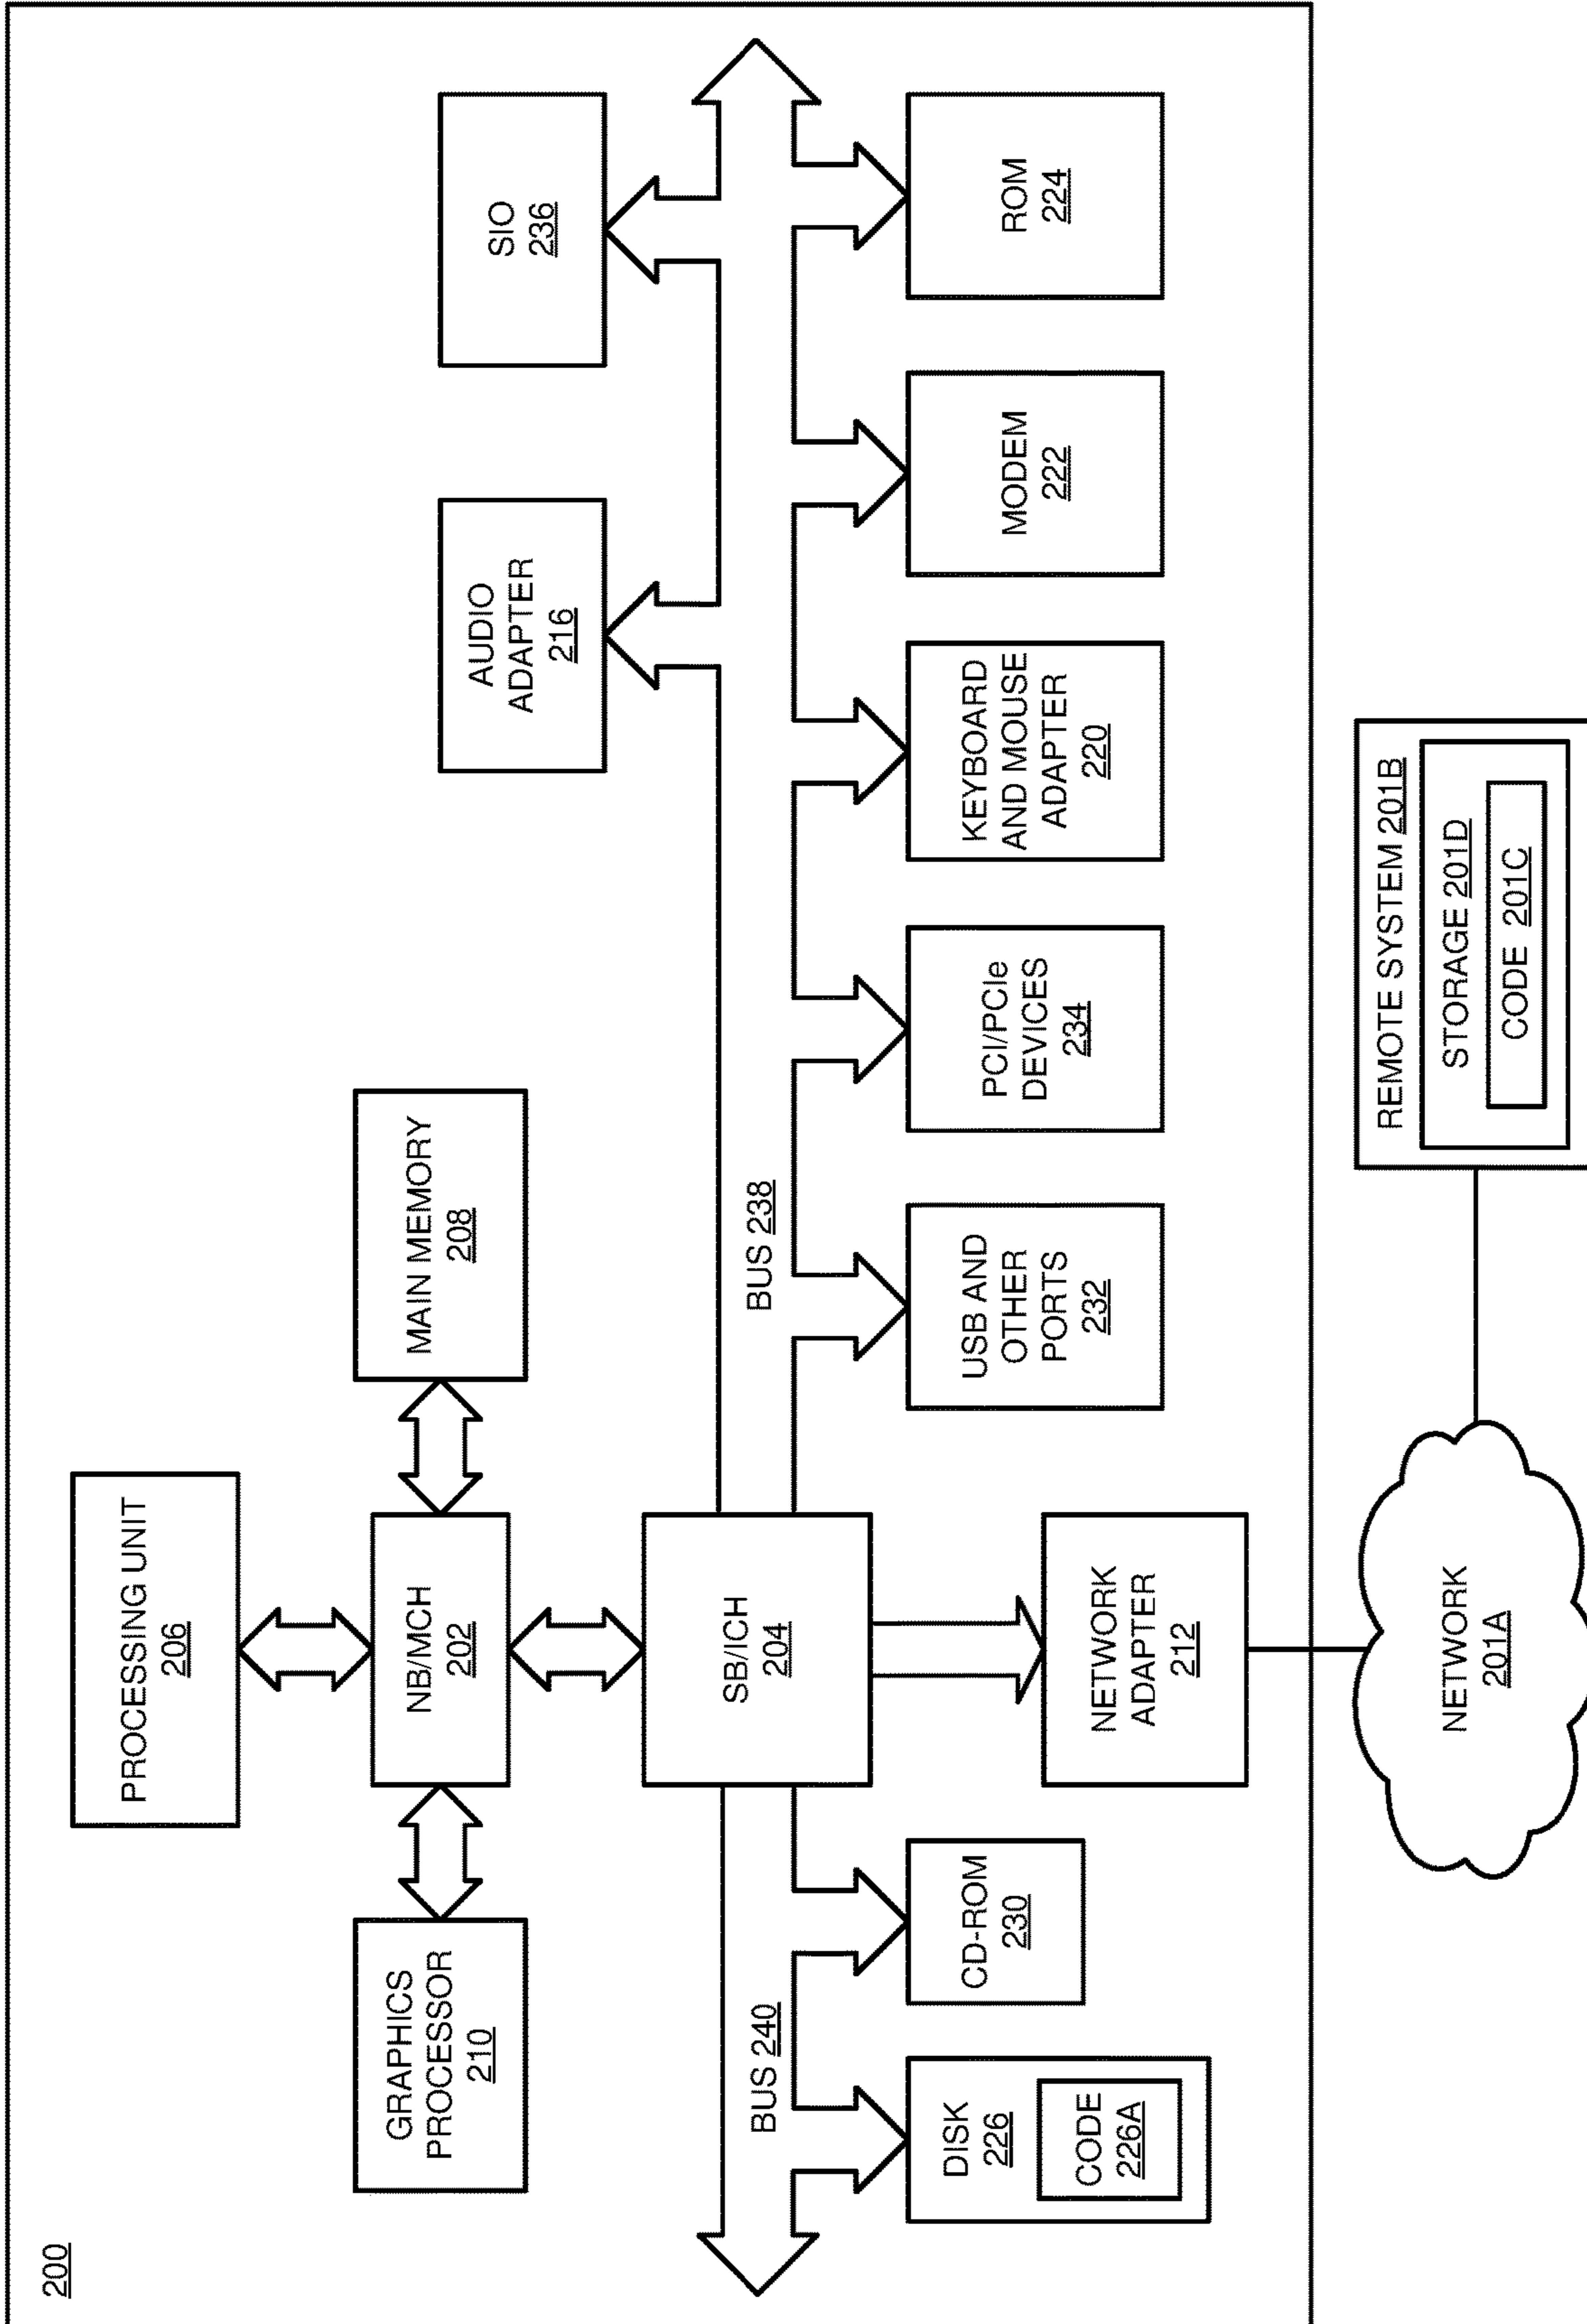 200
PROCESSING UNIT
206
GRAPHICS
PROCESSOR
210
NB/MCH
202
MAIN MEMORY
208
AUDIO
ADAPTER
216
SIO
236
SB/ICH
204
BUS 240
BUS 238
DISK
226
CODE
226A
CD-ROM
230
NETWORK
ADAPTER
212
USB AND
OTHER
PORTS
232
PCI/PCIe
DEVICES
234
KEYBOARD
AND MOUSE
ADAPTER
220
MODEM
222
ROM
224
NETWORK
201A
REMOTE SYSTEM 201B
STORAGE 201D
CODE 201C